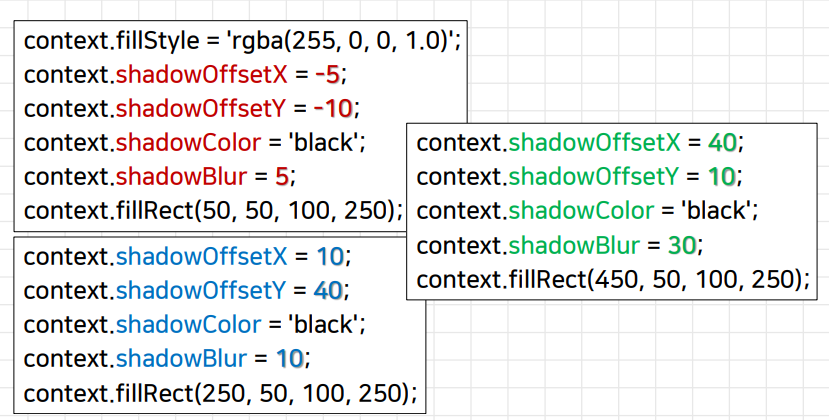 context.fillStyle = 'rgba(255, 0, 0, 1.0)';
context.shadowOffsetX = -5;
context.shadowOffsetY = -10;
context.shadowColor = 'black';
context.shadowBlur = 5;
context.fillRect(50, 50, 100, 250);
context.shadowOffsetX = 10;
context.shadowOffsetY = 40;
context.shadowColor = 'black';
context.shadowBlur = 10;
context.fillRect(250, 50, 100, 250);
context.shadowOffsetX = 40;
context.shadowOffsetY = 10;
context.shadowColor = 'black';
context.shadowBlur = 30;
context.fillRect(450, 50, 100, 250);